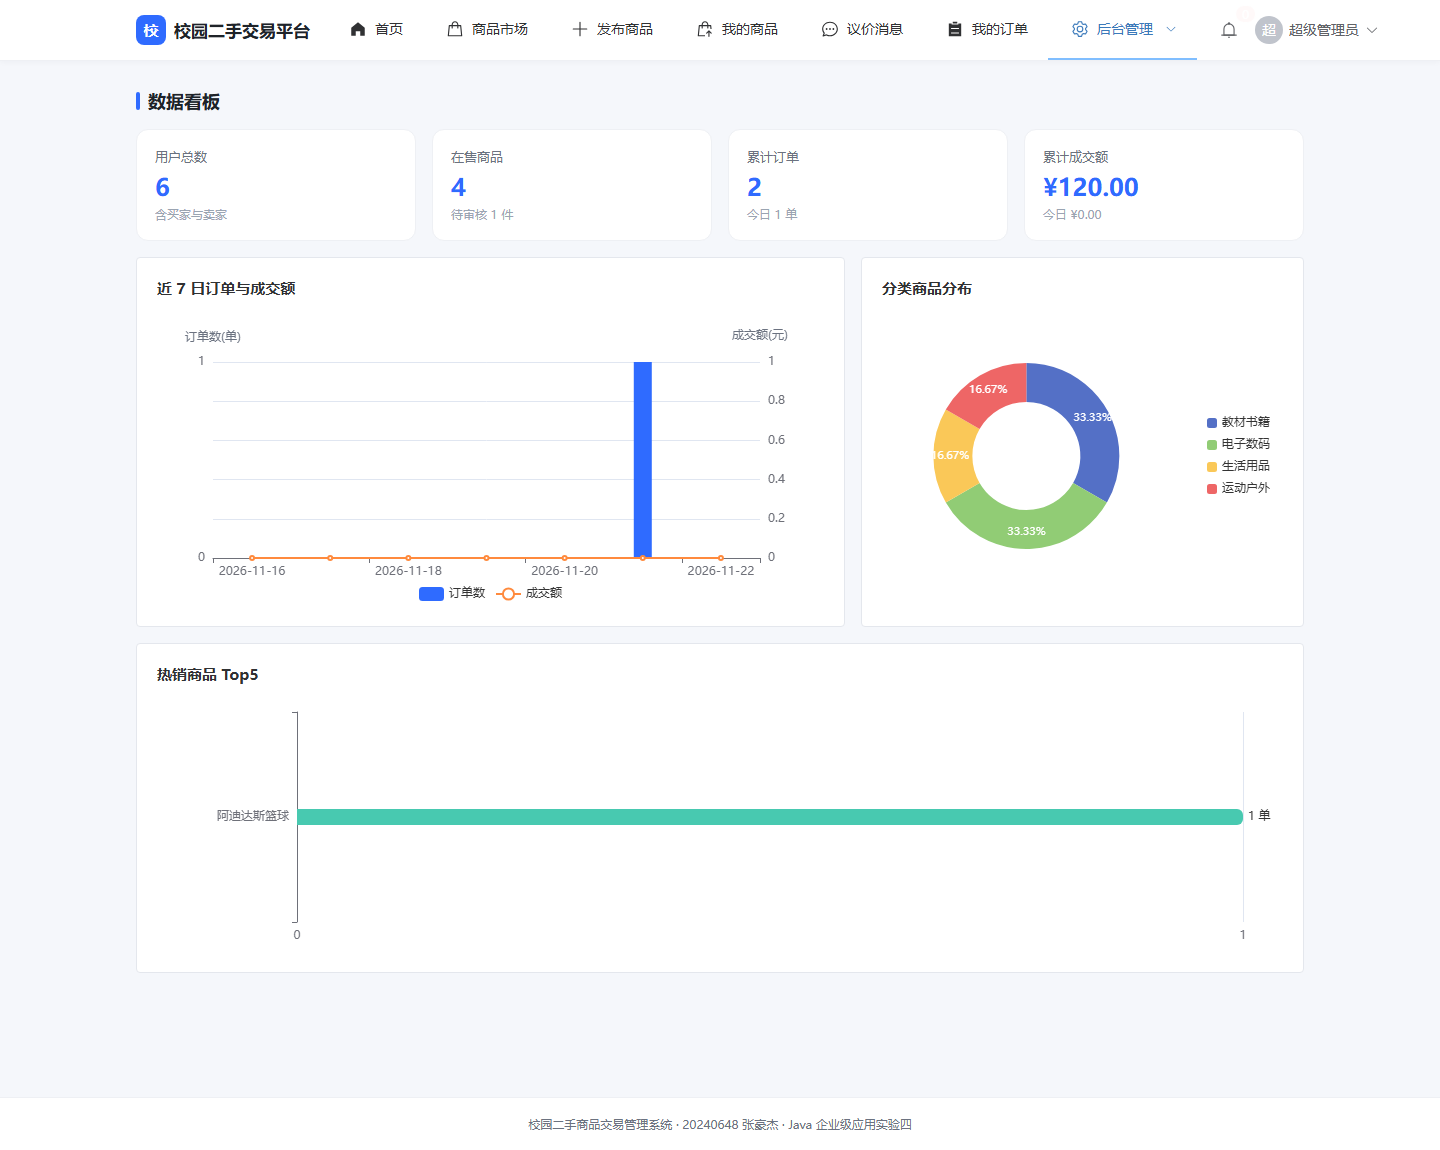 校 校园二手交易平台 首页 商品市场 发布商品 我的商品 议价消息 我的订单 后台管理 超 超级管理员
数据看板
用户总数
6
含买家与卖家
在售商品
4
待审核 1 件
累计订单
2
今日 1 单
累计成交额
¥120.00
今日 ¥0.00
近 7 日订单与成交额
订单数(单) 成交额(元)
1 1
0.8
0.6
0.4
0.2
0 0
2026-11-16 2026-11-18 2026-11-20 2026-11-22
订单数 成交额
分类商品分布
16.67%
33.33%
16.67%
33.33%
教材书籍
电子数码
生活用品
运动户外
热销商品 Top5
阿迪达斯篮球 1 单
0 1
校园二手商品交易管理系统 · 20240648 张豪杰 · Java 企业级应用实验四